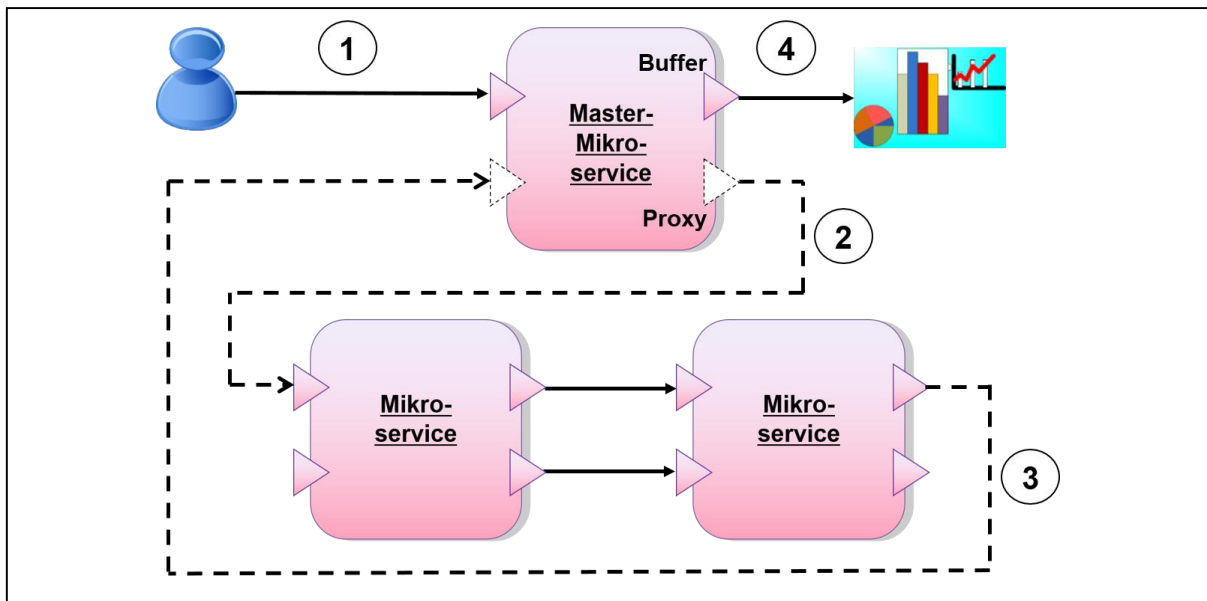 1
4
Buffer
Master-
Mikro-
service
Proxy
2
Mikro-
service
Mikro-
service
3